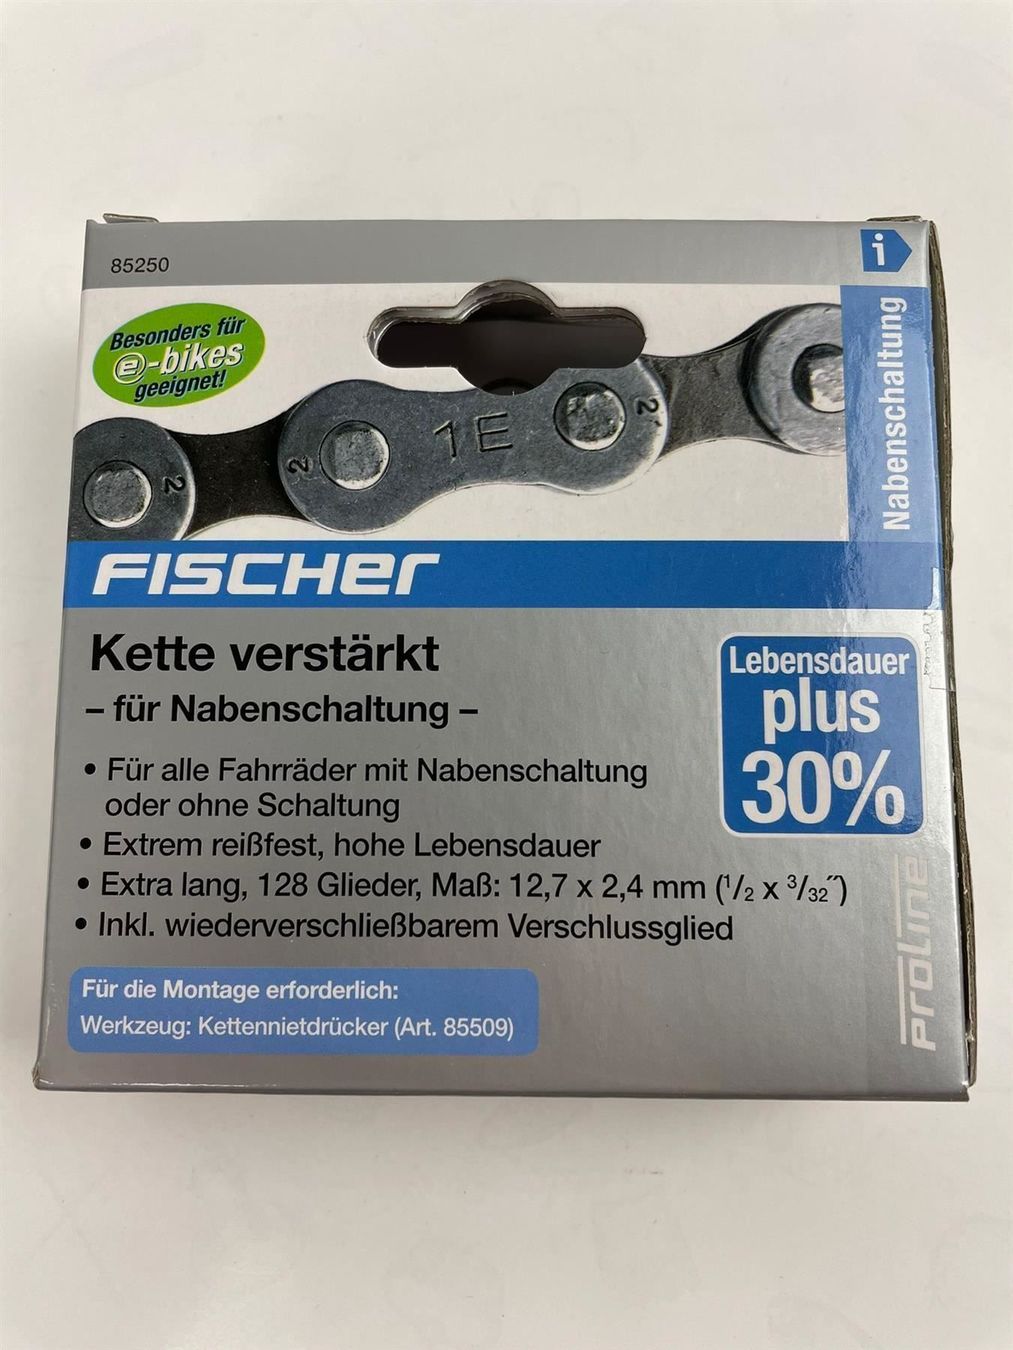 85250
i
Besonders für
e-bikes
geeignet!
Nabenschaltung
2
2
1E
2
FISCHER
Kette verstärkt
– für Nabenschaltung –
Lebensdauer
plus
30%
• Für alle Fahrräder mit Nabenschaltung
oder ohne Schaltung
• Extrem reißfest, hohe Lebensdauer
• Extra lang, 128 Glieder, Maß: 12,7 x 2,4 mm (1/2 x 3/32˝)
• Inkl. wiederverschließbarem Verschlussglied
PROLINE
Für die Montage erforderlich:
Werkzeug: Kettennietdrücker (Art. 85509)